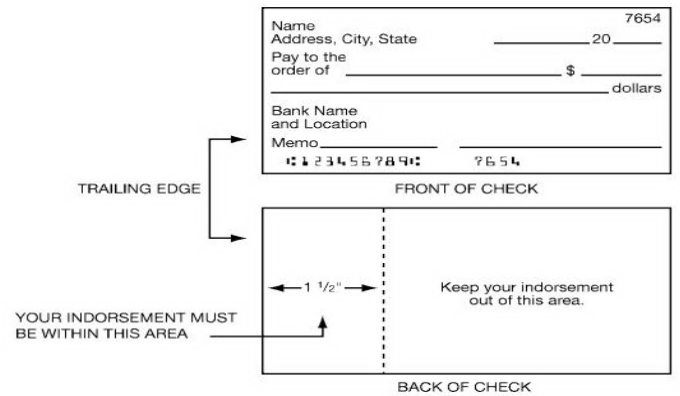 Name 7654
Address, City, State 20
Pay to the
order of $
dollars
Bank Name
and Location
Memo
⑆123456789⑆ 7654
TRAILING EDGE
FRONT OF CHECK
1 1/2"
Keep your indorsement
out of this area.
YOUR INDORSEMENT MUST
BE WITHIN THIS AREA
BACK OF CHECK